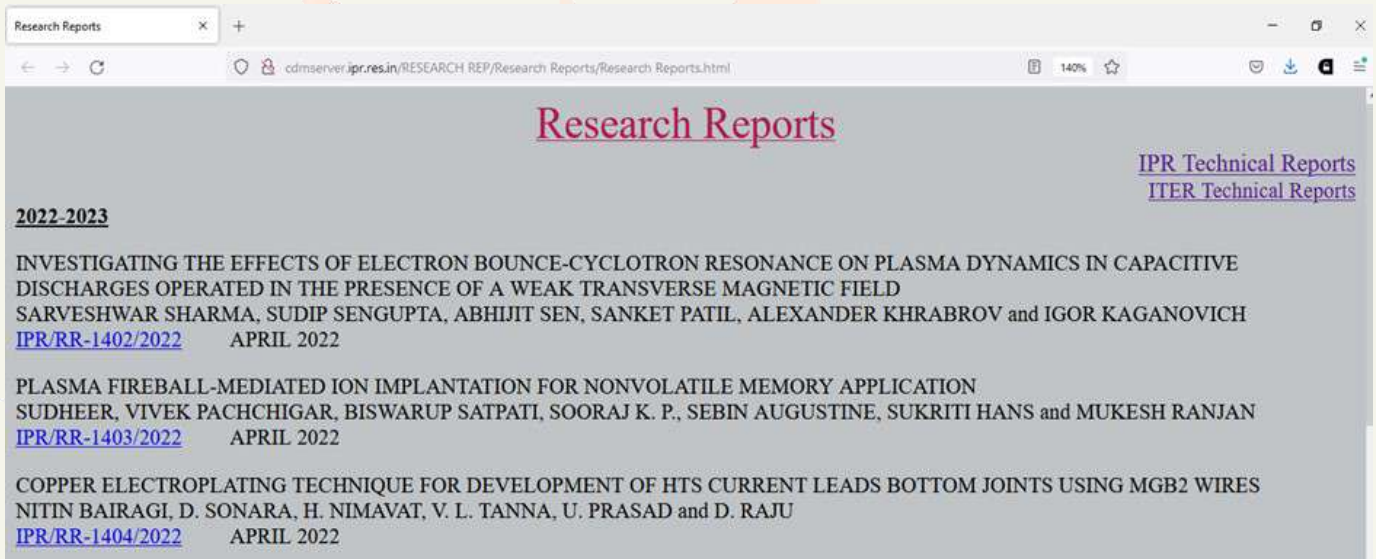 Research Reports
cdmserver.ipr.res.in/RESEARCH REP/Research Reports/Research Reports.html
140%
Research Reports
IPR Technical Reports
ITER Technical Reports
2022-2023
INVESTIGATING THE EFFECTS OF ELECTRON BOUNCE-CYCLOTRON RESONANCE ON PLASMA DYNAMICS IN CAPACITIVE
DISCHARGES OPERATED IN THE PRESENCE OF A WEAK TRANSVERSE MAGNETIC FIELD
SARVESHWAR SHARMA, SUDIP SENGUPTA, ABHIJIT SEN, SANKET PATIL, ALEXANDER KHRABROV and IGOR KAGANOVICH
IPR/RR-1402/2022 APRIL 2022
PLASMA FIREBALL-MEDIATED ION IMPLANTATION FOR NONVOLATILE MEMORY APPLICATION
SUDHEER, VIVEK PACHCHIGAR, BISWARUP SATPATI, SOORAJ K. P., SEBIN AUGUSTINE, SUKRITI HANS and MUKESH RANJAN
IPR/RR-1403/2022 APRIL 2022
COPPER ELECTROPLATING TECHNIQUE FOR DEVELOPMENT OF HTS CURRENT LEADS BOTTOM JOINTS USING MGB2 WIRES
NITIN BAIRAGI, D. SONARA, H. NIMAVAT, V. L. TANNA, U. PRASAD and D. RAJU
IPR/RR-1404/2022 APRIL 2022